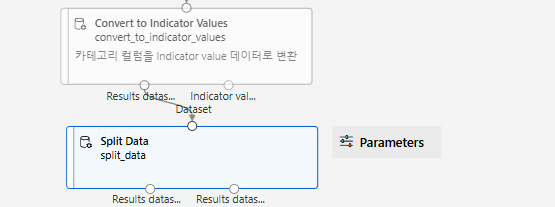 Convert to Indicator Values
convert_to_indicator_values
카테고리 컬럼을 Indicator value 데이터로 변환
Results datas... Indicator val...
Dataset
Split Data
split_data
Parameters
Results datas... Results datas...